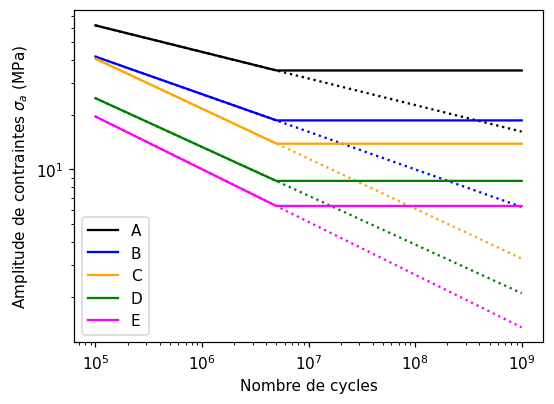 Amplitude de contraintes σₐ (MPa)
10¹
A
B
C
D
E
10⁵ 10⁶ 10⁷ 10⁸ 10⁹
Nombre de cycles